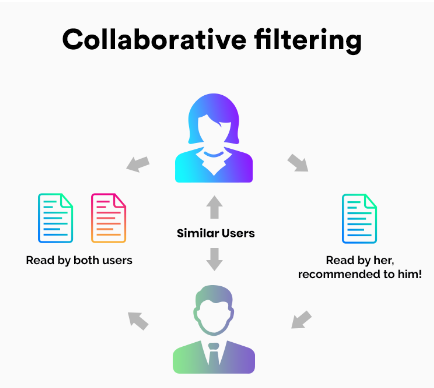 Collaborative filtering
Similar Users
Read by both users
Read by her,
recommended to him!